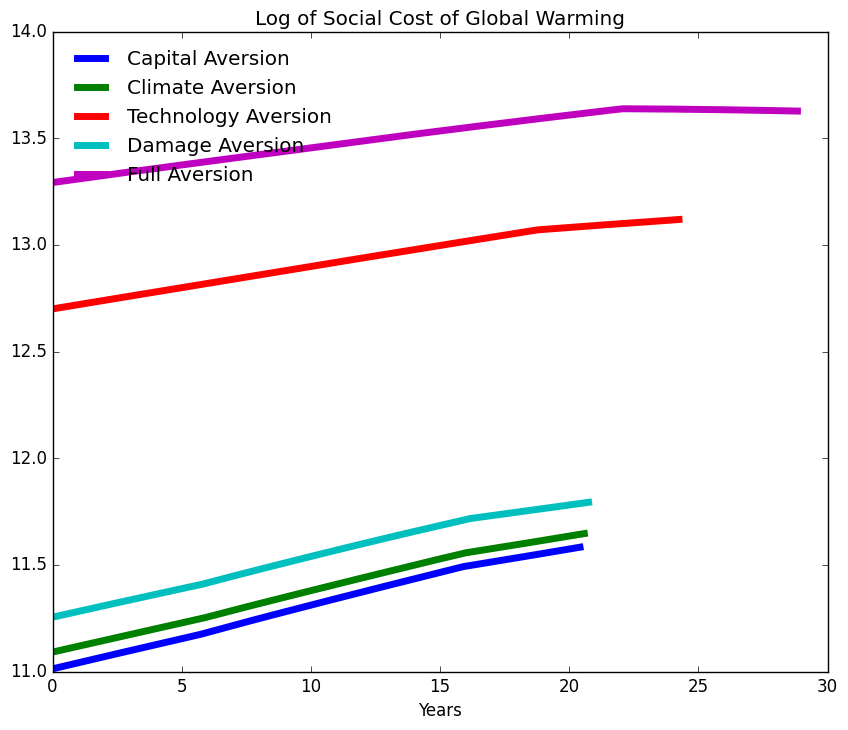 Log of Social Cost of Global Warming
14.0
13.5
13.0
12.5
12.0
11.5
11.0
Capital Aversion
Climate Aversion
Technology Aversion
Damage Aversion
Full Aversion
0 5 10 15 20 25 30
Years